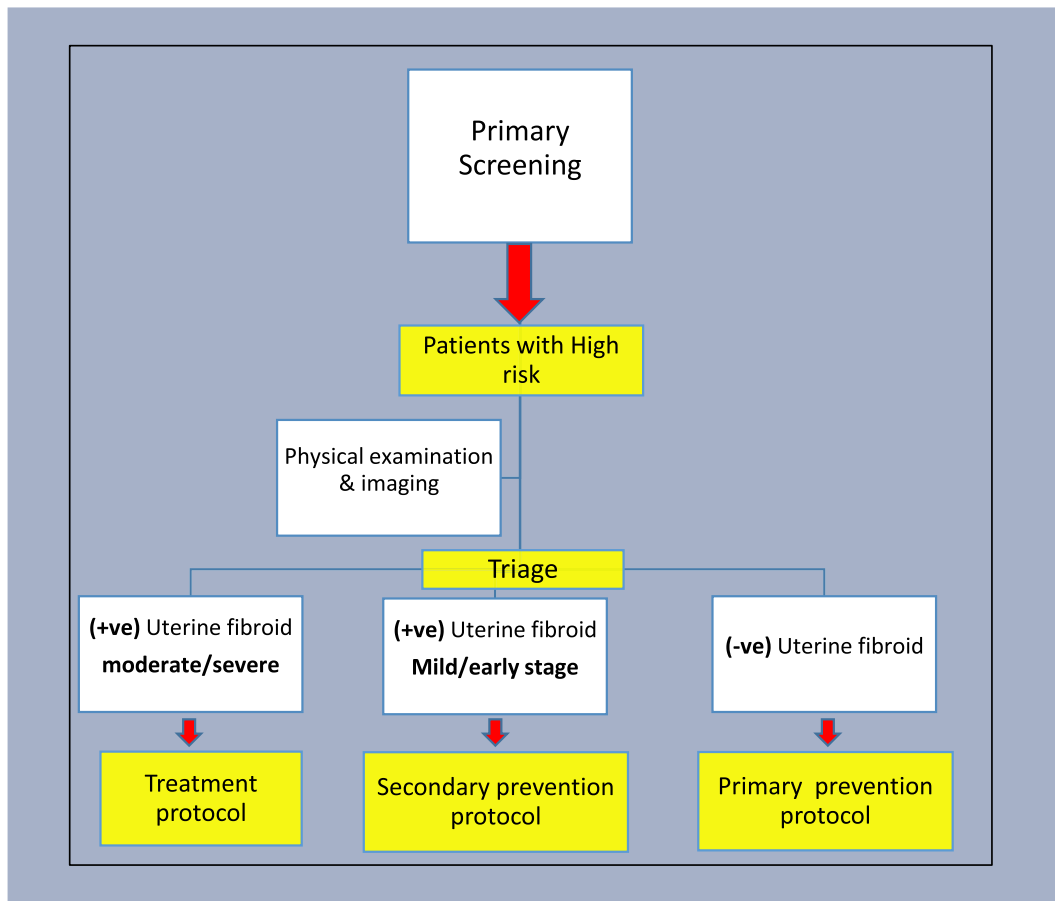 Primary
Screening
Patients with High
risk
Physical examination
& imaging
Triage
(+ve) Uterine fibroid
moderate/severe
(+ve) Uterine fibroid
Mild/early stage
(-ve) Uterine fibroid
Treatment
protocol
Secondary prevention
protocol
Primary prevention
protocol